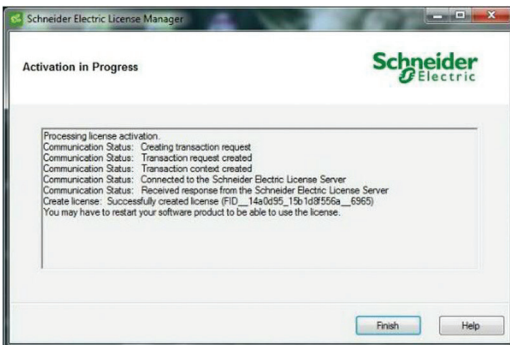 Schneider Electric License Manager
Activation in Progress
Schneider
Electric
Processing license activation.
Communication Status: Creating transaction request
Communication Status: Transaction request created
Communication Status: Transaction context created
Communication Status: Connected to the Schneider Electric License Server
Communication Status: Received response from the Schneider Electric License Server
Create license: Successfully created license (FID__14a0d95_15b1d8f556a__6965)
You may have to restart your software product to be able to use the license.
Finish
Help